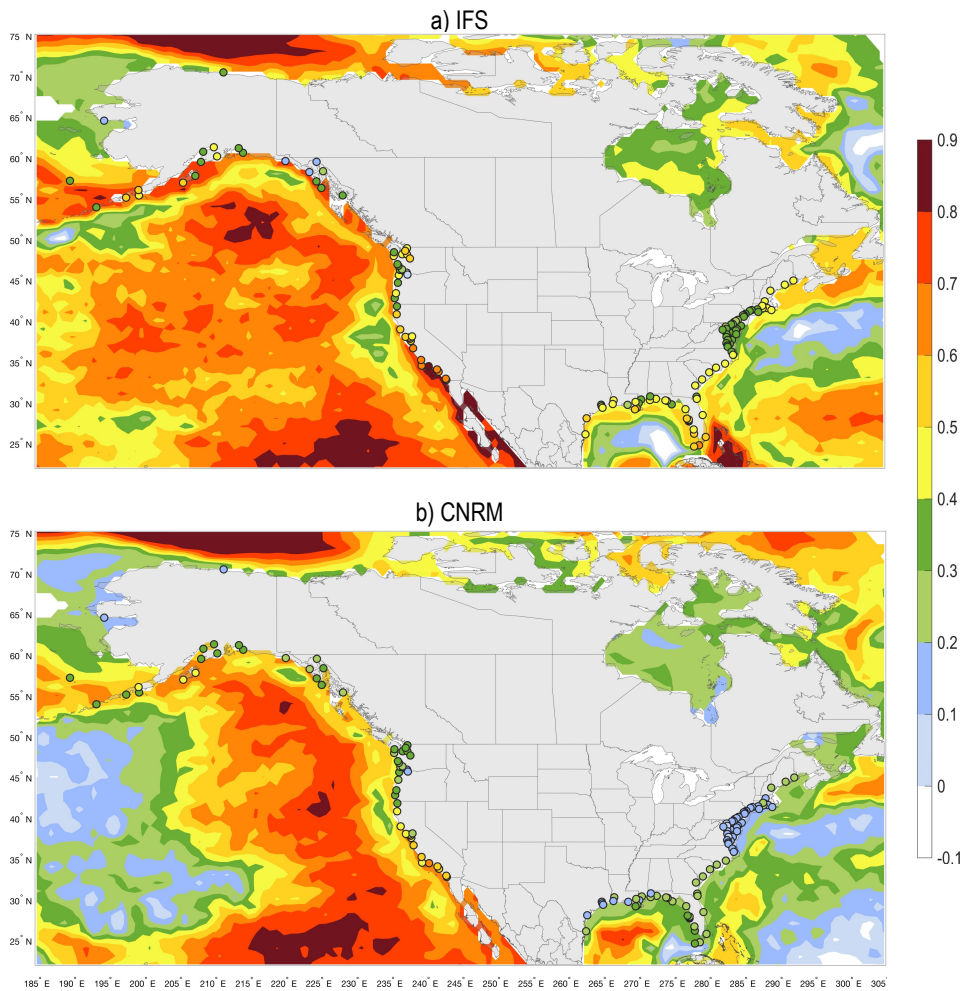 a) IFS
75° N
70° N
65° N
60° N
55° N
50° N
45° N
40° N
35° N
30° N
25° N
b) CNRM
75° N
70° N
65° N
60° N
55° N
50° N
45° N
40° N
35° N
30° N
25° N
185° E 190° E 195° E 200° E 205° E 210° E 215° E 220° E 225° E 230° E 235° E 240° E 245° E 250° E 255° E 260° E 265° E 270° E 275° E 280° E 285° E 290° E 295° E 300° E 305° E
0.9
0.8
0.7
0.6
0.5
0.4
0.3
0.2
0.1
0
-0.1